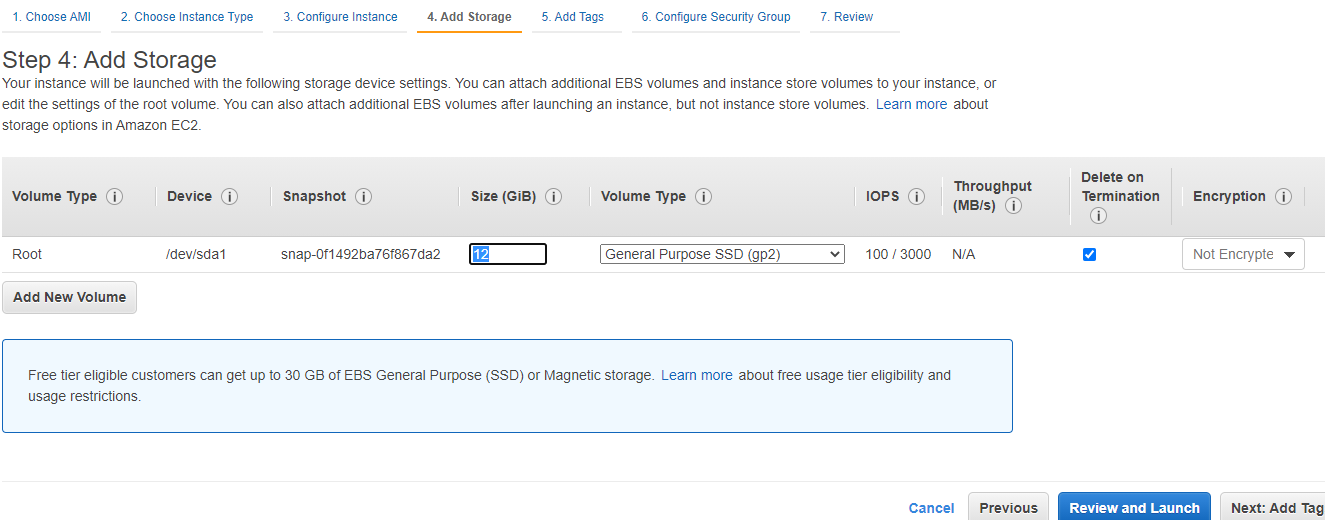 1. Choose AMI 2. Choose Instance Type 3. Configure Instance 4. Add Storage 5. Add Tags 6. Configure Security Group 7. Review
Step 4: Add Storage
Your instance will be launched with the following storage device settings. You can attach additional EBS volumes and instance store volumes to your instance, or
edit the settings of the root volume. You can also attach additional EBS volumes after launching an instance, but not instance store volumes. Learn more about
storage options in Amazon EC2.
Volume Type i Device i Snapshot i Size (GiB) i Volume Type i IOPS i Throughput (MB/s) i Delete on Termination i Encryption i
Root /dev/sda1 snap-0f1492ba76f867da2 12 General Purpose SSD (gp2) 100 / 3000 N/A Not Encrypte
Add New Volume
Free tier eligible customers can get up to 30 GB of EBS General Purpose (SSD) or Magnetic storage. Learn more about free usage tier eligibility and
usage restrictions.
Cancel Previous Review and Launch Next: Add Tag